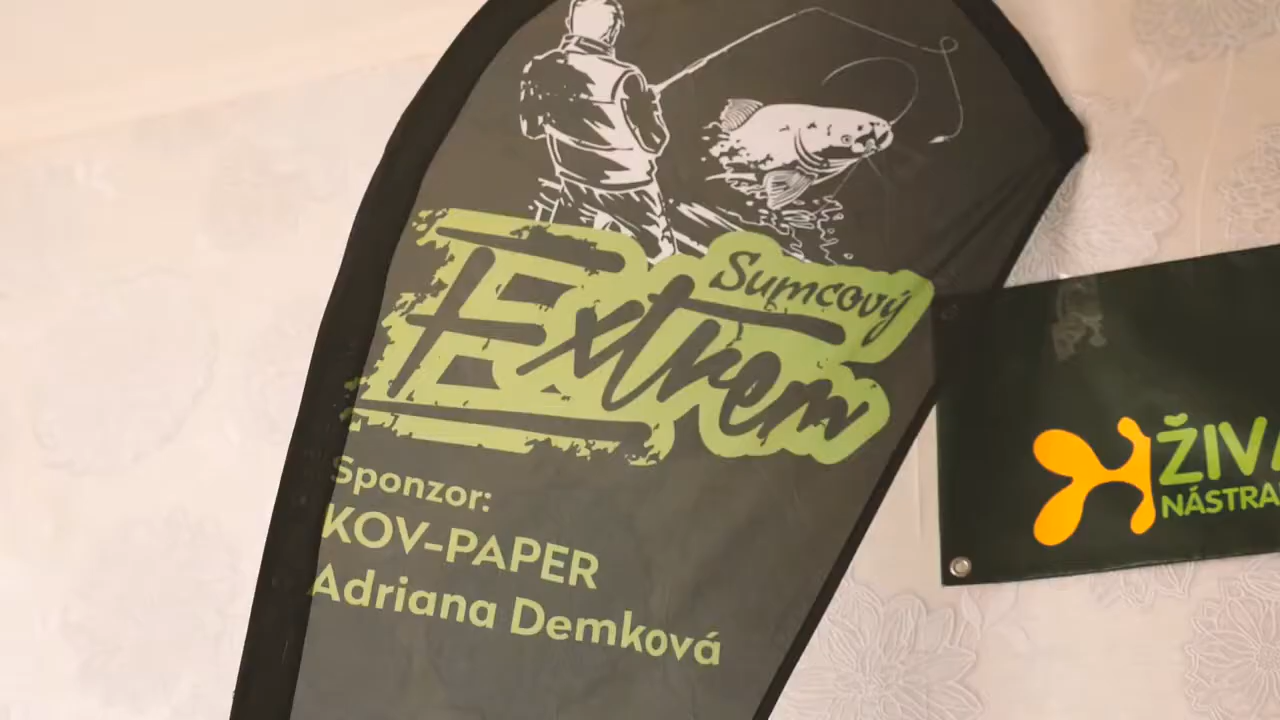 Sumcový
Extrem
Sponzor:
KOV-PAPER
Adriana Demková